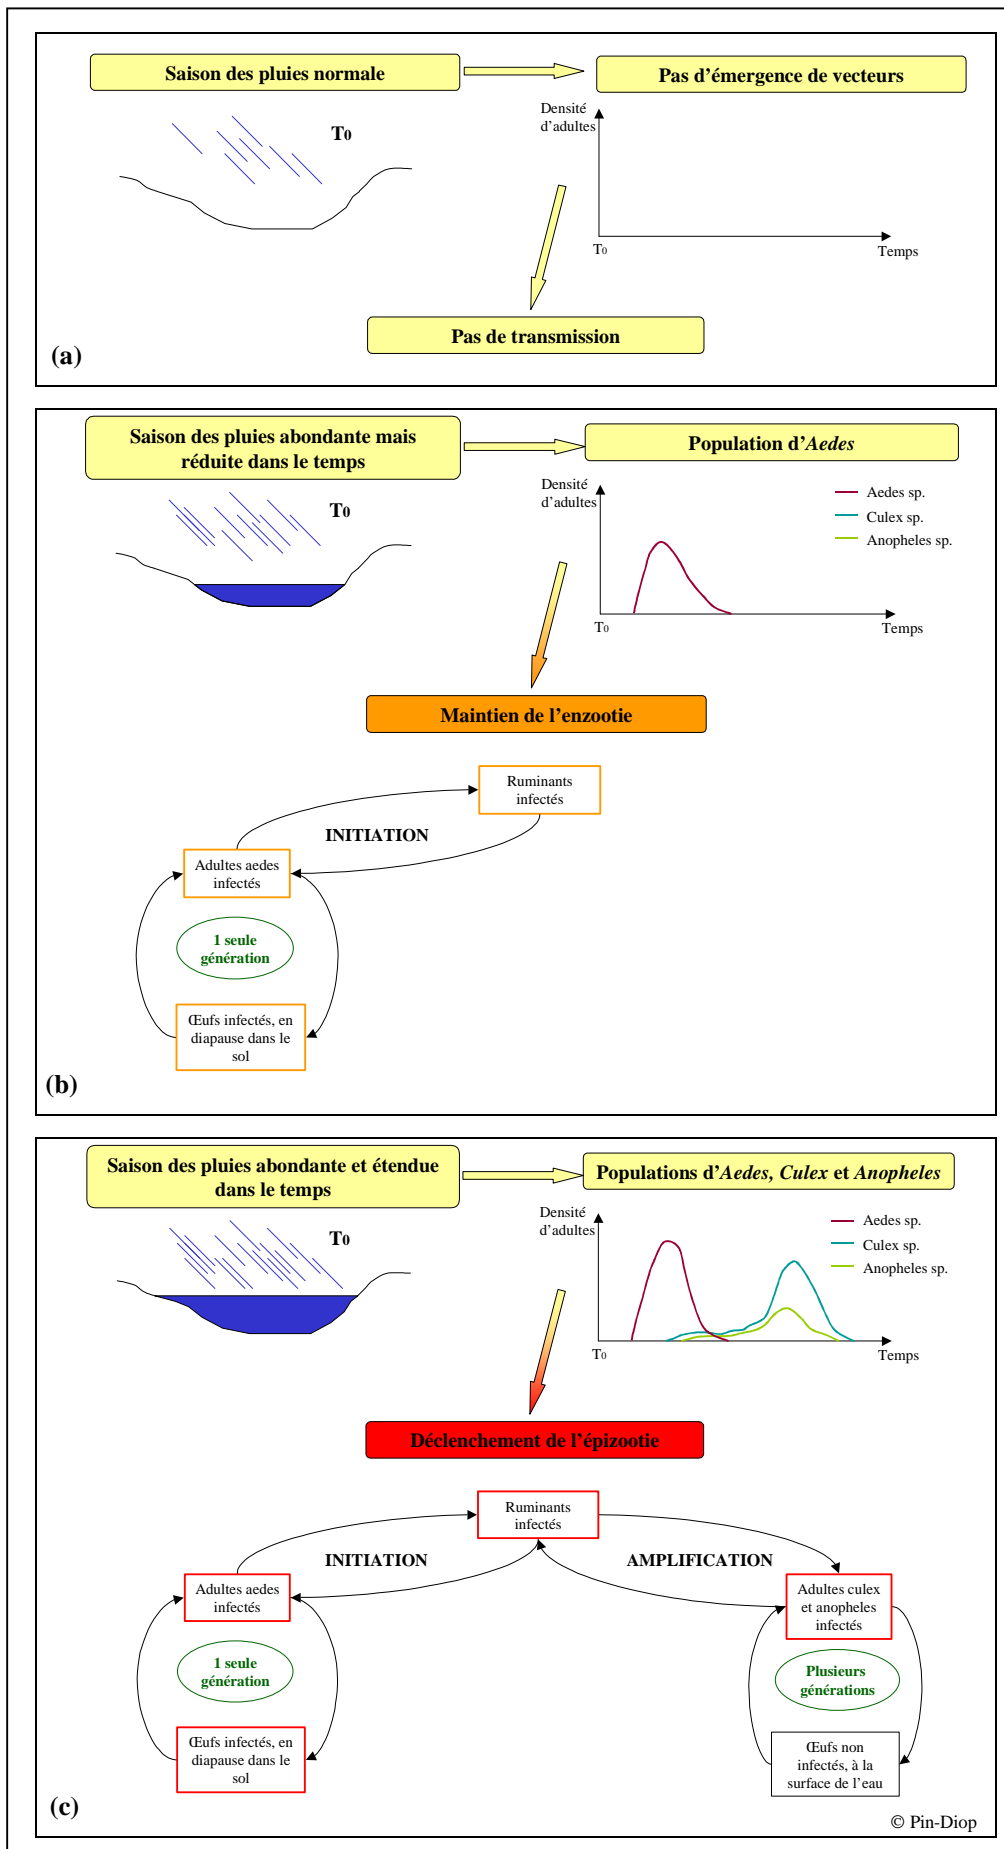 Saison des pluies normale
Pas d'émergence de vecteurs
T0
Densité
d'adultes
T0
Temps
Pas de transmission
(a)
Saison des pluies abondante mais
réduite dans le temps
Population d'Aedes
T0
Densité
d'adultes
Aedes sp.
Culex sp.
Anopheles sp.
T0
Temps
Maintien de l'enzootie
Ruminants
infectés
INITIATION
Adultes aedes
infectés
1 seule
génération
Œufs infectés, en
diapause dans le
sol
(b)
Saison des pluies abondante et étendue
dans le temps
Populations d'Aedes, Culex et Anopheles
T0
Densité
d'adultes
Aedes sp.
Culex sp.
Anopheles sp.
T0
Temps
Déclenchement de l'épizootie
Ruminants
infectés
INITIATION
AMPLIFICATION
Adultes aedes
infectés
Adultes culex
et anopheles
infectés
1 seule
génération
Plusieurs
générations
Œufs infectés, en
diapause dans le
sol
Œufs non
infectés, à la
surface de l'eau
(c)
© Pin-Diop